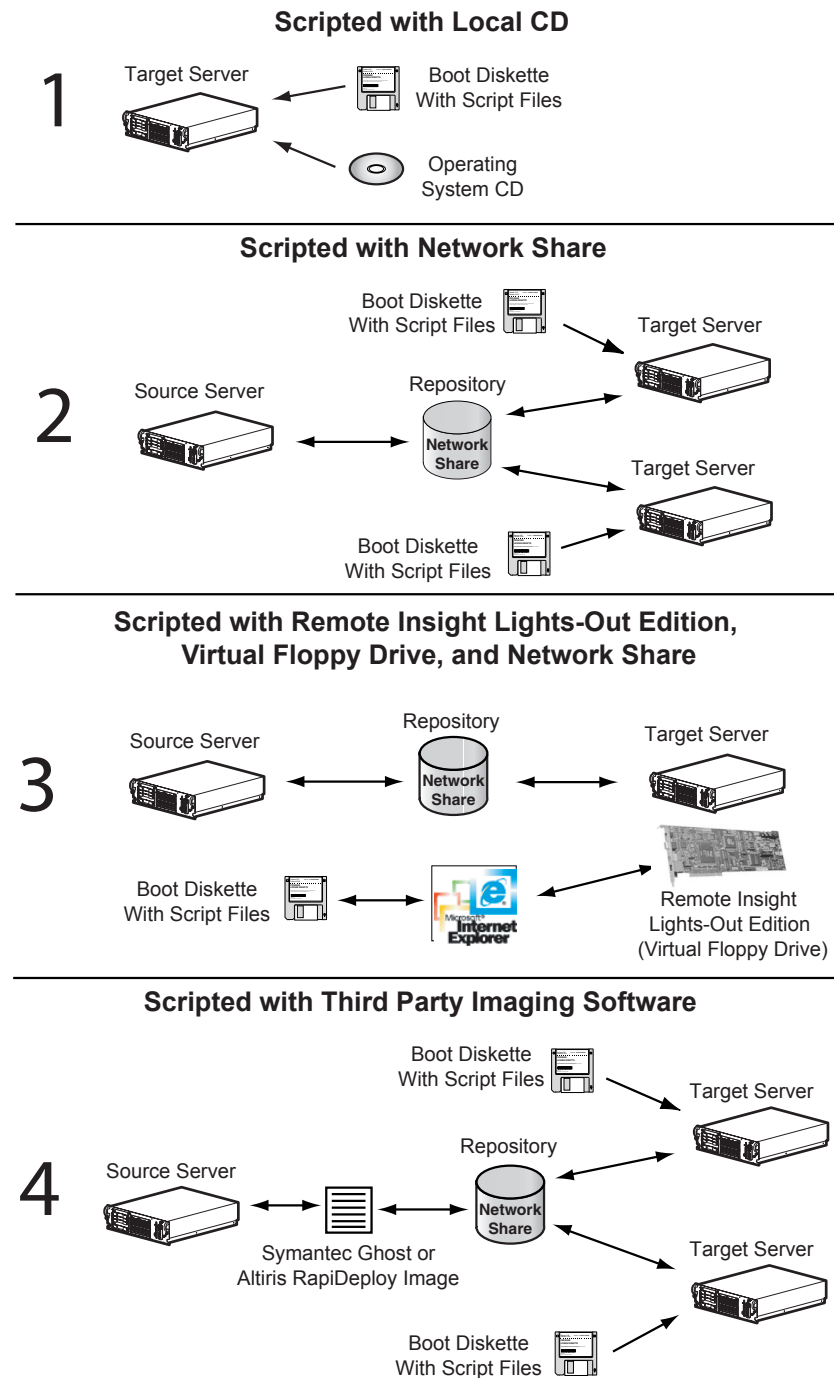 Scripted with Local CD
1
Target Server
Boot Diskette
With Script Files
Operating
System CD
Scripted with Network Share
2
Boot Diskette
With Script Files
Target Server
Source Server
Repository
Network
Share
Target Server
Boot Diskette
With Script Files
Scripted with Remote Insight Lights-Out Edition,
Virtual Floppy Drive, and Network Share
3
Source Server
Repository
Network
Share
Target Server
Boot Diskette
With Script Files
Microsoft®
Internet
Explorer
Remote Insight
Lights-Out Edition
(Virtual Floppy Drive)
Scripted with Third Party Imaging Software
4
Boot Diskette
With Script Files
Target Server
Source Server
Repository
Network
Share
Symantec Ghost or
Altiris RapiDeploy Image
Target Server
Boot Diskette
With Script Files